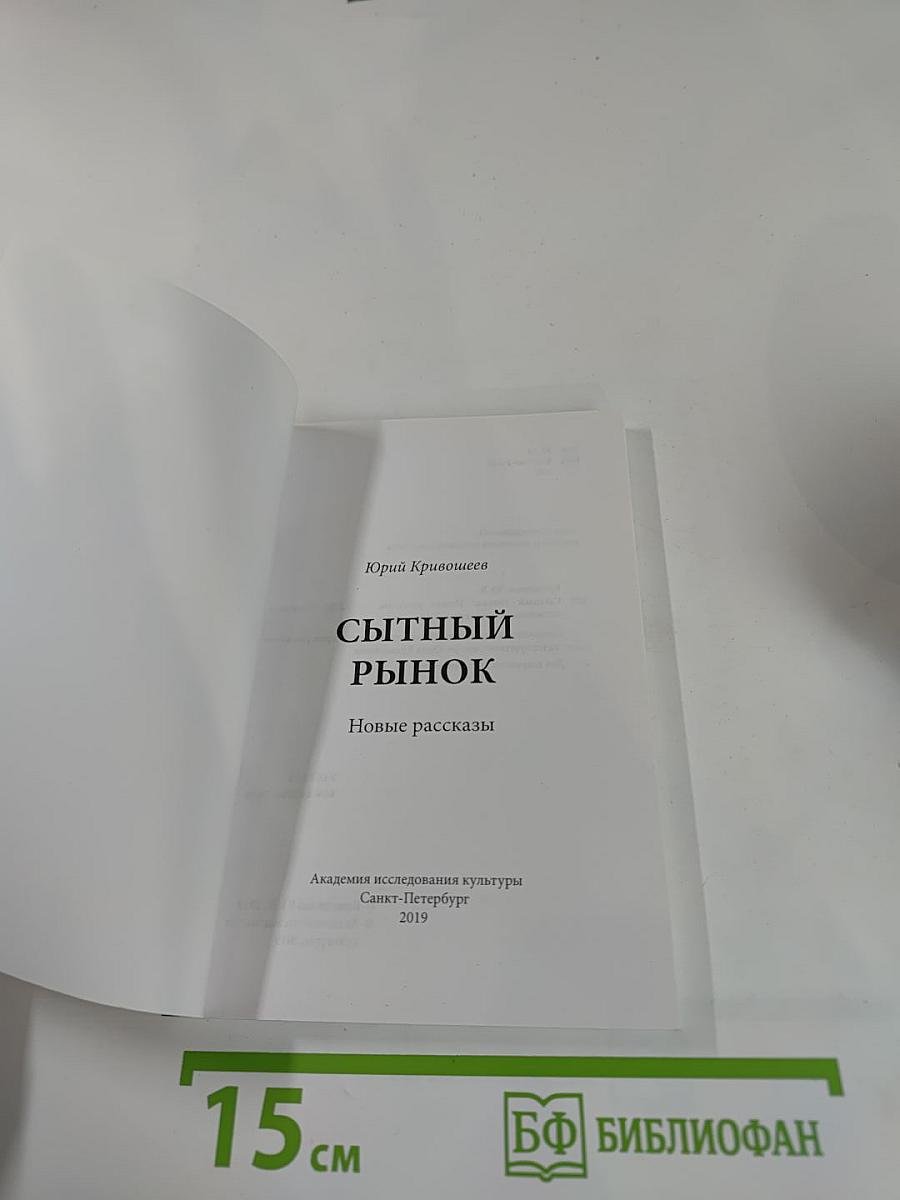 Юрий Кривошеев
СЫТНЫЙ
РЫНОК
Новые рассказы
Академия исследования культуры
Санкт-Петербург
2019
15 см
БФ БИБЛИОФАН